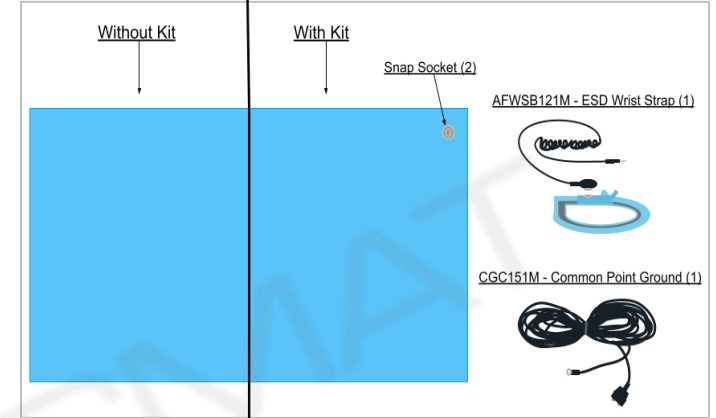 Without Kit
With Kit
Snap Socket (2)
AFWSB121M - ESD Wrist Strap (1)
CGC151M - Common Point Ground (1)